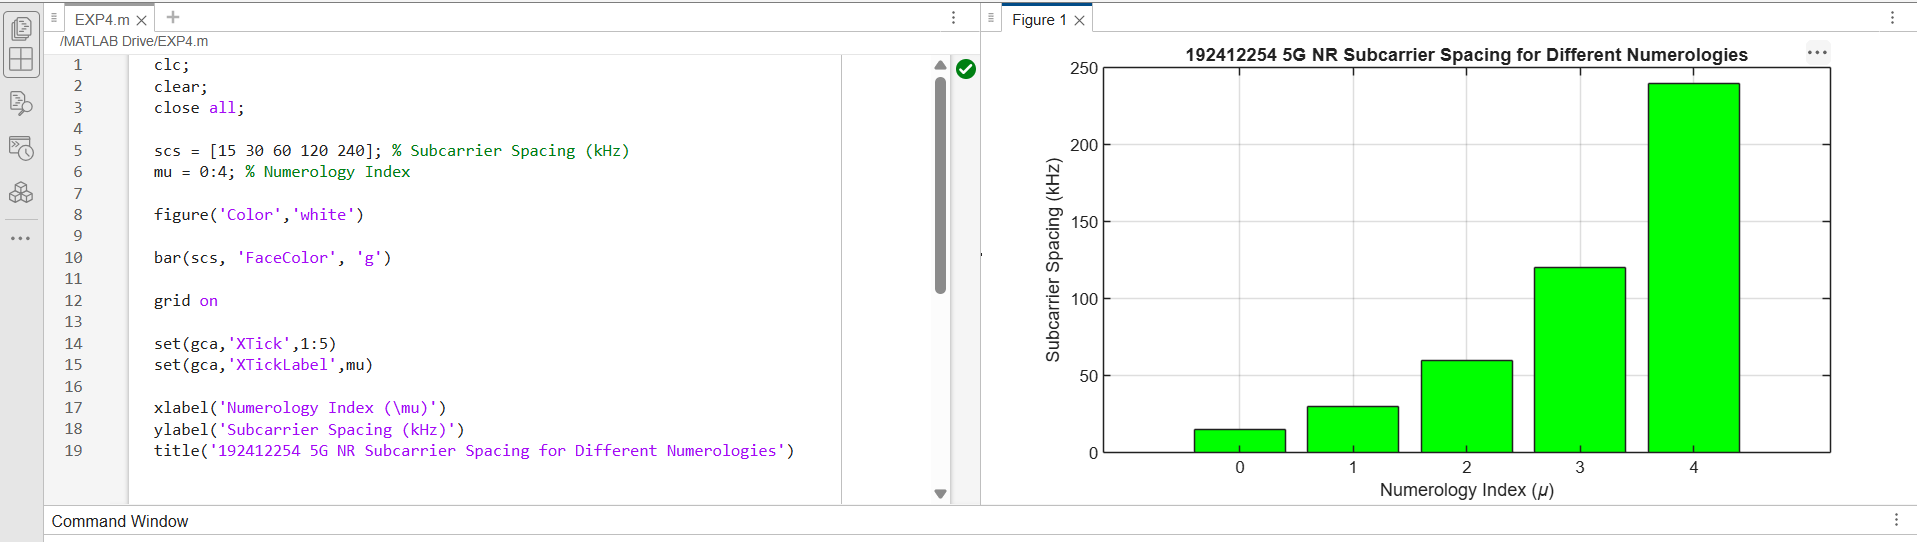 EXP4.m
/MATLAB Drive/EXP4.m
1 clc;
2 clear;
3 close all;
4
5 scs = [15 30 60 120 240]; % Subcarrier Spacing (kHz)
6 mu = 0:4; % Numerology Index
7
8 figure('Color','white')
9
10 bar(scs, 'FaceColor', 'g')
11
12 grid on
13
14 set(gca,'XTick',1:5)
15 set(gca,'XTickLabel',mu)
16
17 xlabel('Numerology Index (\mu)')
18 ylabel('Subcarrier Spacing (kHz)')
19 title('192412254 5G NR Subcarrier Spacing for Different Numerologies')
Command Window
Figure 1
192412254 5G NR Subcarrier Spacing for Different Numerologies
Subcarrier Spacing (kHz)
250
200
150
100
50
0
0 1 2 3 4
Numerology Index (μ)